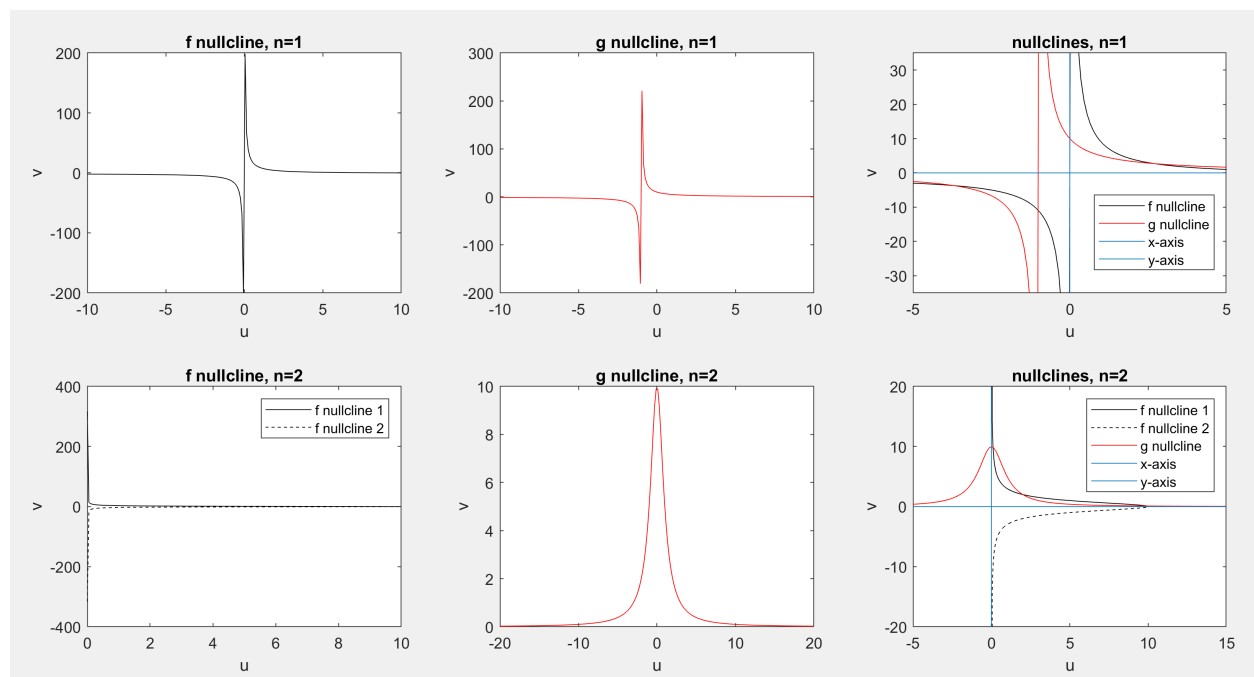 f nullcline, n=1
200
100
0
-100
-200
v
-10
-5
0
5
10
u
g nullcline, n=1
300
200
100
0
-100
-200
v
-10
-5
0
5
10
u
nullclines, n=1
30
20
10
0
-10
-20
-30
v
f nullcline
g nullcline
x-axis
y-axis
-5
0
5
u
f nullcline, n=2
400
200
0
-200
-400
v
f nullcline 1
f nullcline 2
0
2
4
6
8
10
u
g nullcline, n=2
10
8
6
4
2
0
v
-20
-10
0
10
20
u
nullclines, n=2
20
10
0
-10
-20
v
f nullcline 1
f nullcline 2
g nullcline
x-axis
y-axis
-5
0
5
10
15
u